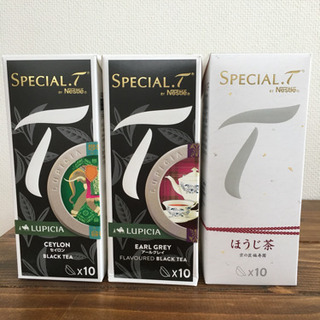 SPECIAL.T
BY Nestlé
LUPICIA
CEYLON
セイロン
BLACK TEA
x10
SPECIAL.T
BY Nestlé
LUPICIA
EARL GREY
アールグレイ
FLAVOURED BLACK TEA
x10
SPECIAL.T
BY Nestlé
ほうじ茶
x10